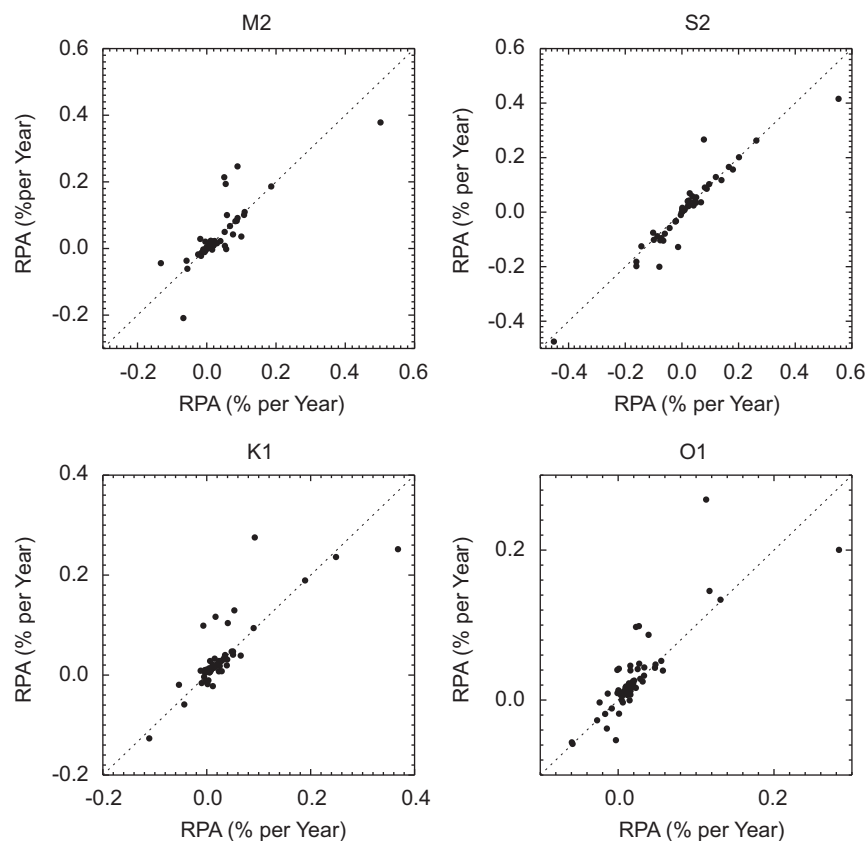 M2
0.6
0.4
0.2
0.0
-0.2
RPA (%per Year)
-0.2 0.0 0.2 0.4 0.6
RPA (% per Year)
S2
0.6
0.4
0.2
0.0
-0.2
-0.4
RPA (% per Year)
-0.4 -0.2 0.0 0.2 0.4 0.6
RPA (% per Year)
K1
0.4
0.2
0.0
-0.2
RPA (% per Year)
-0.2 0.0 0.2 0.4
RPA (% per Year)
O1
0.2
0.0
RPA (% per Year)
0.0 0.2
RPA (% per Year)